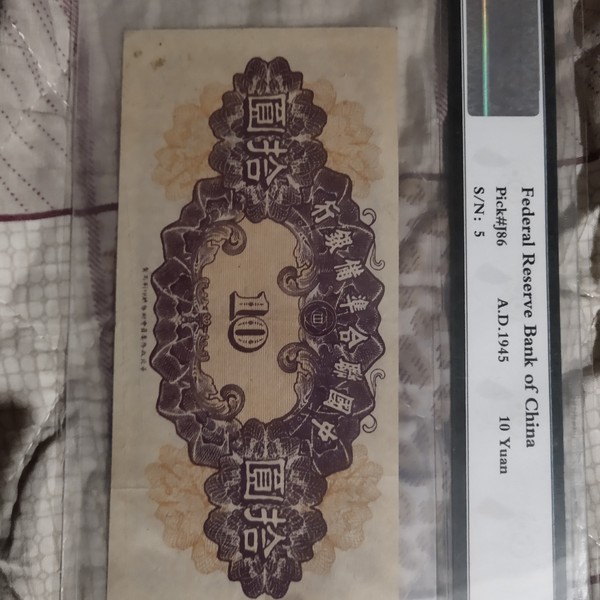 Federal Reserve Bank of China
Pick#J86 A.D.1945 10 Yuan
S/N: 5
行銀備準合聯國中
圓拾
10
圓拾